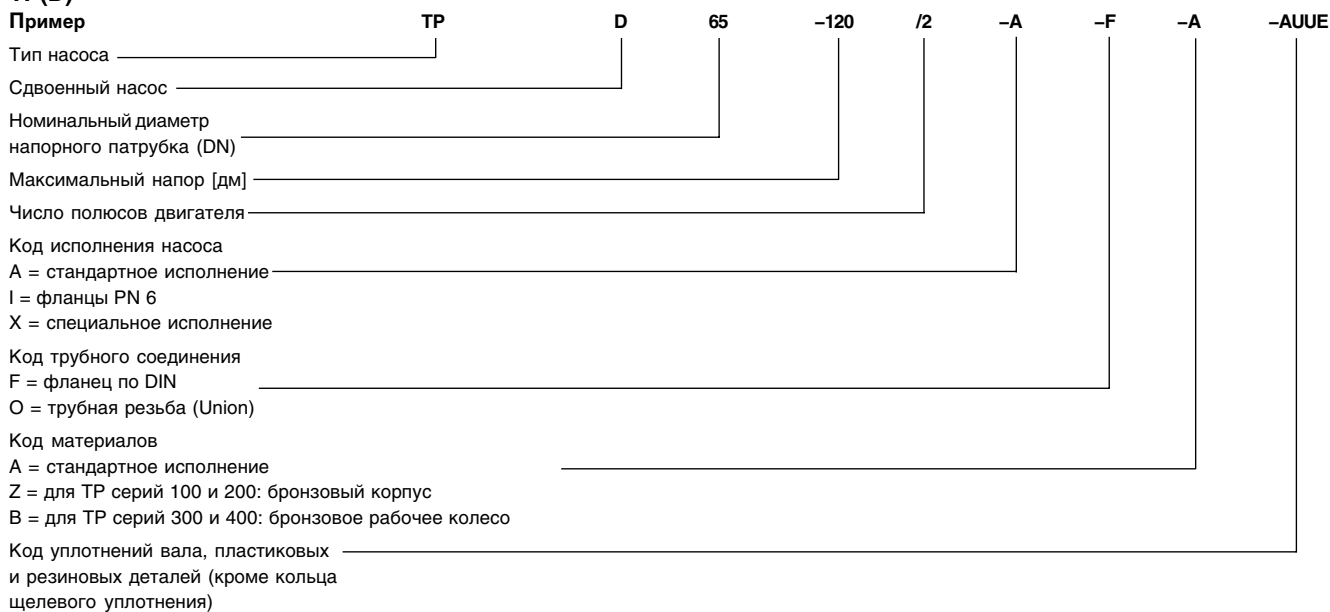 Пример TP D 65 –120 /2 –A –F –A –AUUE
Тип насоса
Сдвоенный насос
Номинальный диаметр
напорного патрубка (DN)
Максимальный напор [дм]
Число полюсов двигателя
Код исполнения насоса
A = стандартное исполнение
I = фланцы PN 6
X = специальное исполнение
Код трубного соединения
F = фланец по DIN
O = трубная резьба (Union)
Код материалов
A = стандартное исполнение
Z = для TP серий 100 и 200: бронзовый корпус
B = для TP серий 300 и 400: бронзовое рабочее колесо
Код уплотнений вала, пластиковых
и резиновых деталей (кроме кольца
щелевого уплотнения)